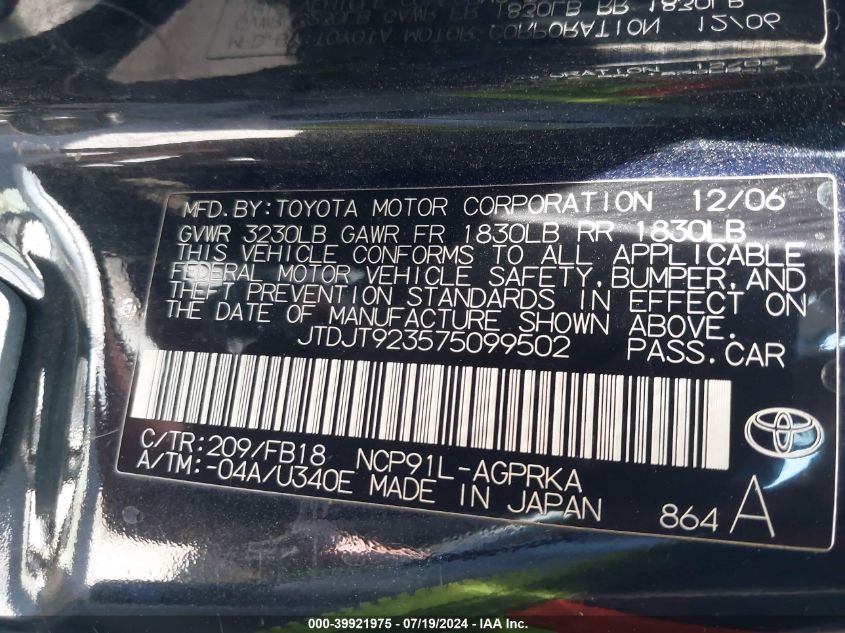 MFD. BY: TOYOTA MOTOR CORPORATION 12/06
GVWR 3230LB GAWR FR 1830LB RR 1830LB
THIS VEHICLE CONFORMS TO ALL APPLICABLE
FEDERAL MOTOR VEHICLE SAFETY, BUMPER, AND
THEFT PREVENTION STANDARDS IN EFFECT ON
THE DATE OF MANUFACTURE SHOWN ABOVE.
JTDJT923575099502 PASS. CAR
C/TR: 209/FB18 NCP91L-AGPRKA
A/TM: -04A/U340E MADE IN JAPAN
864 A
000-39921975 - 07/19/2024 - IAA Inc.